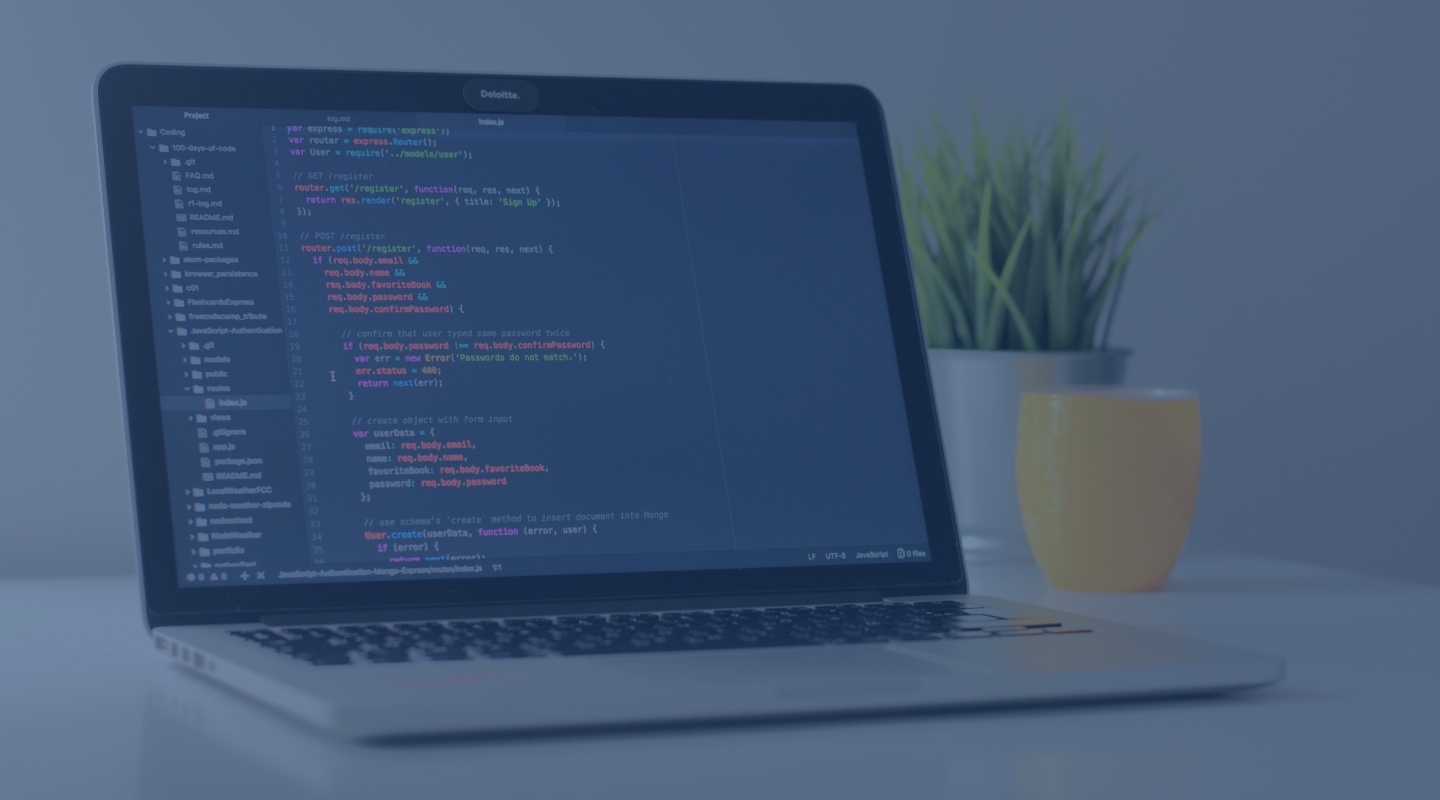 Deloitte.
Project
Coding
100-days-of-code
.git
FAQ.md
log.md
r1-log.md
README.md
resources.md
rules.md
atom-packages
browser_persistence
c01
FlashcardsExpress
freecodecamp_tribute
JavaScript-Authentication
.git
models
public
routes
index.js
views
.gitignore
app.js
package.json
README.md
LocalWeatherFCC
node-weather-zipcode
nodeschool
portfolio
log.md
index.js
1 var express = require('express');
2 var router = express.Router();
3 var User = require('../models/user');
4
5 // GET /register
6 router.get('/register', function(req, res, next) {
7 return res.render('register', { title: 'Sign Up' });
8 });
9
10 // POST /register
11 router.post('/register', function(req, res, next) {
12 if (req.body.email &&
13 req.body.name &&
14 req.body.favoriteBook &&
15 req.body.password &&
16 req.body.confirmPassword) {
17
18 // confirm that user typed same password twice
19 if (req.body.password !== req.body.confirmPassword) {
20 var err = new Error('Passwords do not match.');
21 err.status = 400;
22 return next(err);
23 }
24
25 // create object with form input
26 var userData = {
27 email: req.body.email,
28 name: req.body.name,
29 favoriteBook: req.body.favoriteBook,
30 password: req.body.password
31 };
32
33 // use schema's `create` method to insert document into Mongo
34 User.create(userData, function (error, user) {
35 if (error) {
36 return next(error);
0 0 JavaScript-Authentication-Mongo-Express/routes/index.js 1:1 LF UTF-8 JavaScript 0 files